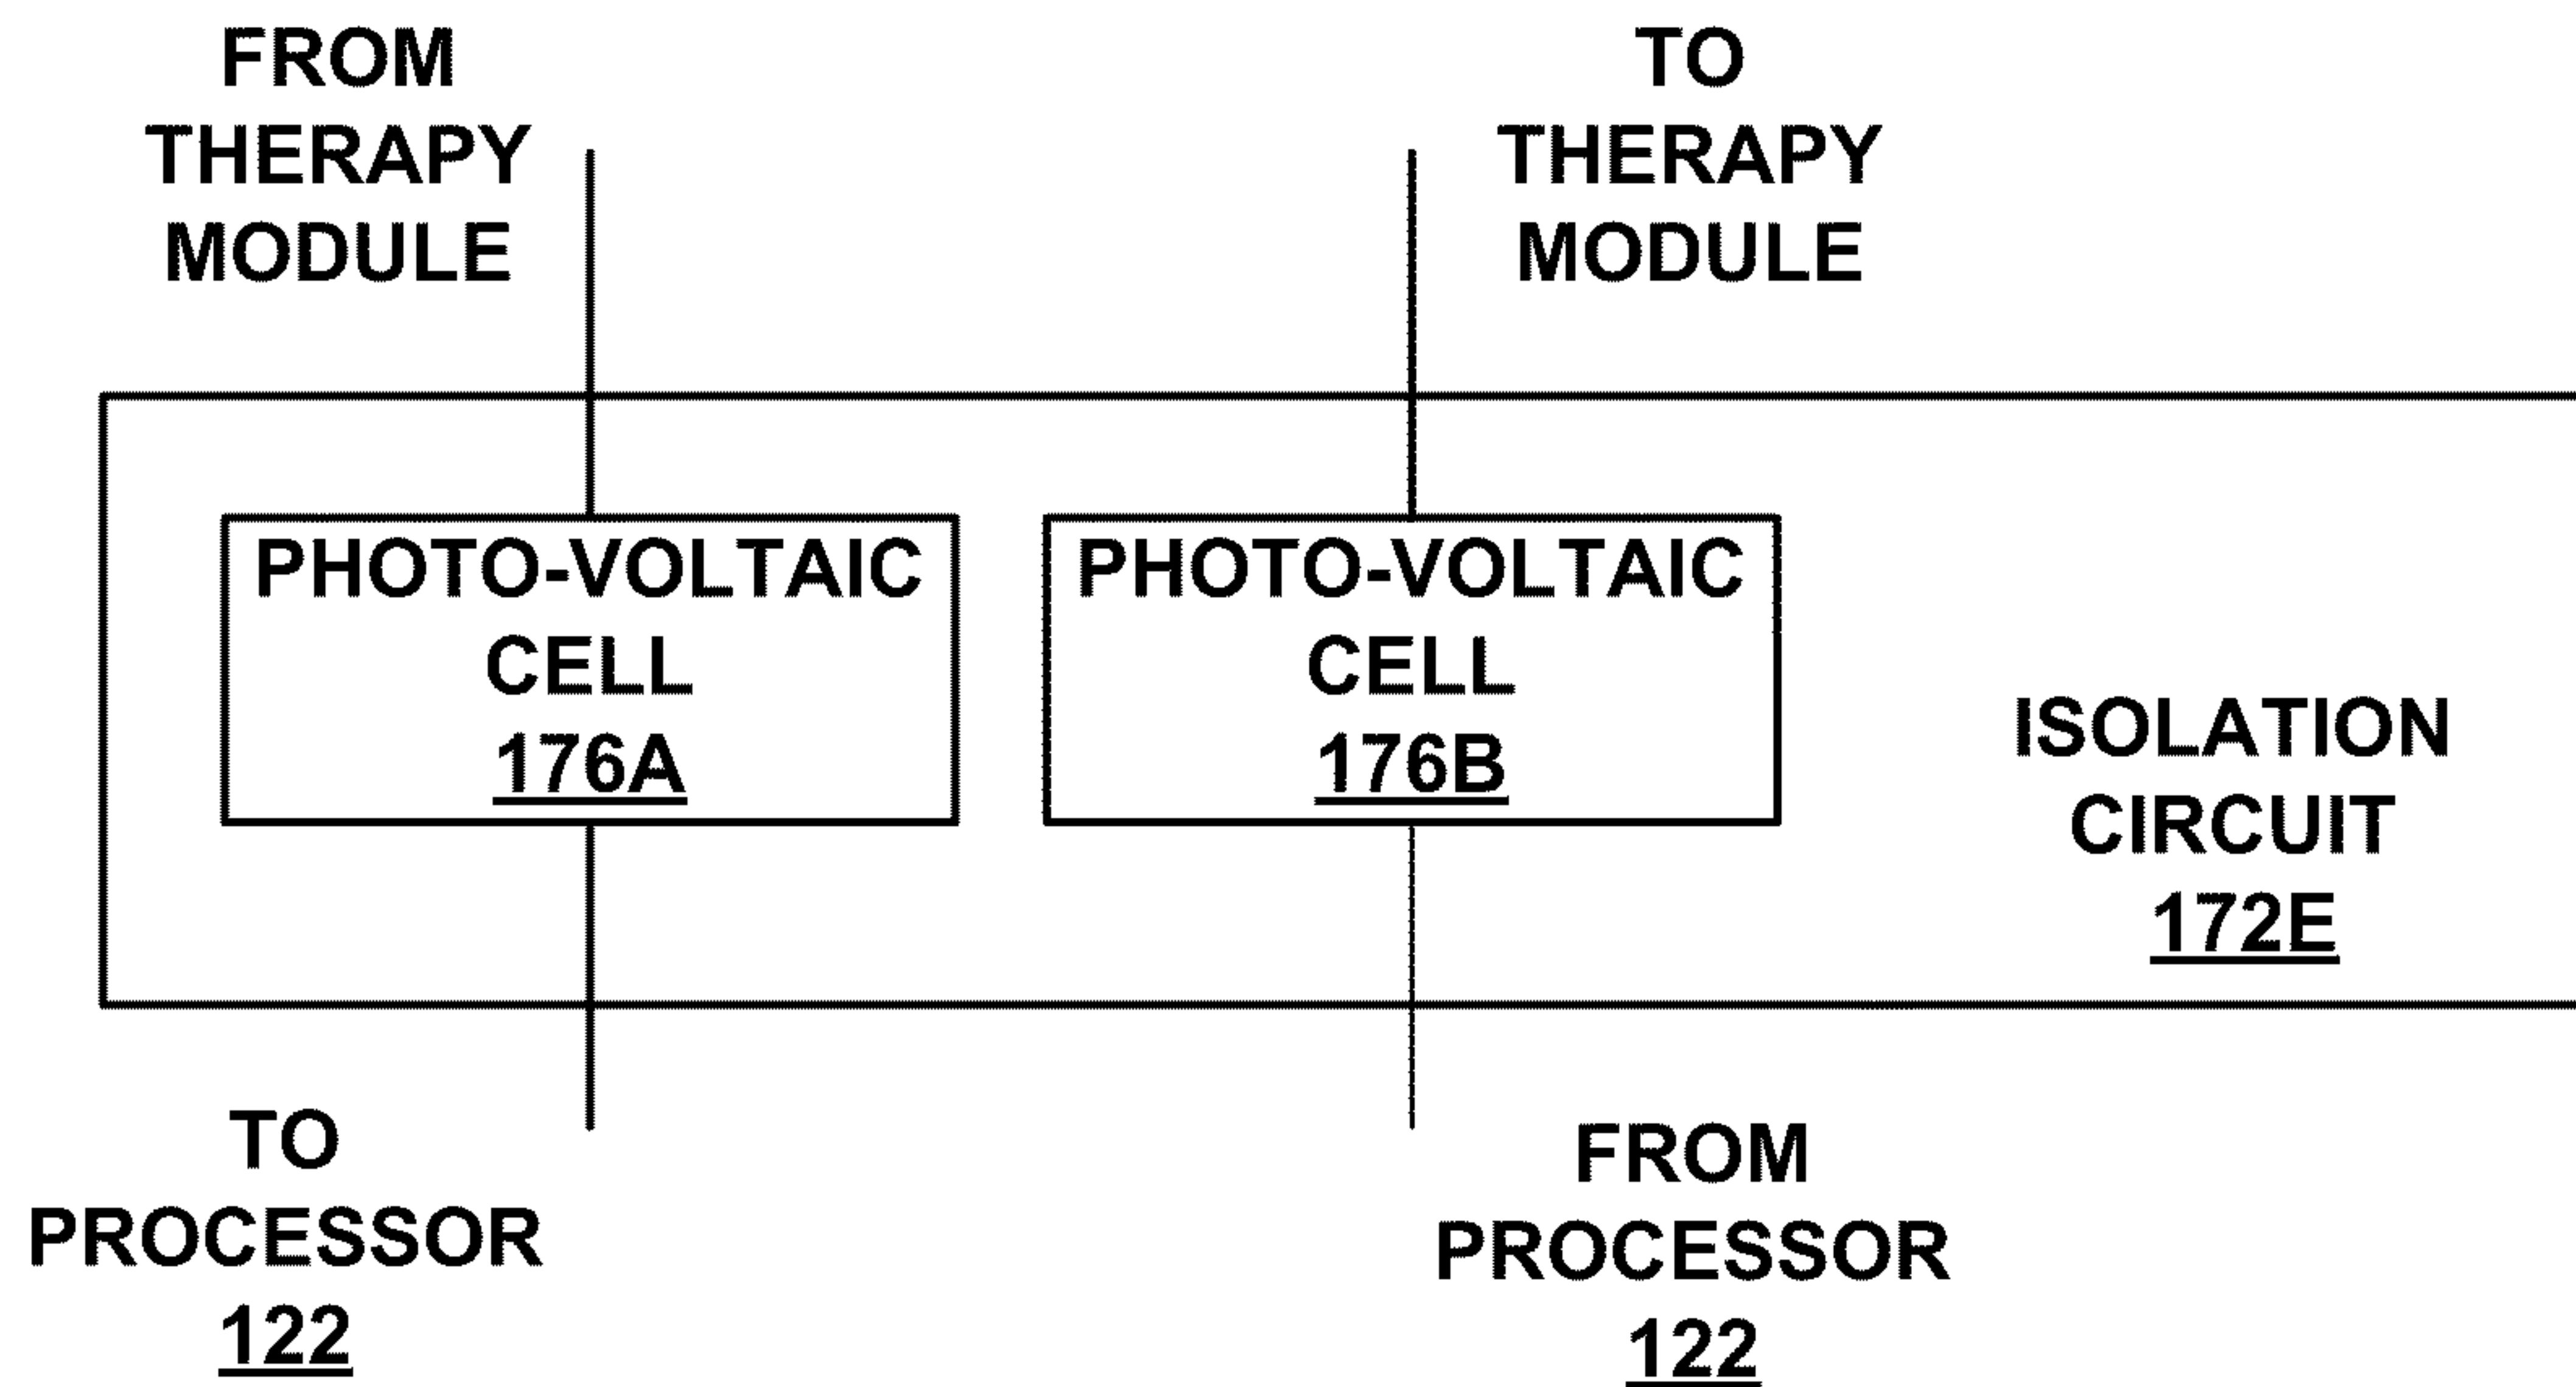 FROM
THERAPY
MODULE
TO
THERAPY
MODULE
PHOTO-VOLTAIC
CELL
176A
PHOTO-VOLTAIC
CELL
176B
ISOLATION
CIRCUIT
172E
TO
PROCESSOR
122
FROM
PROCESSOR
122